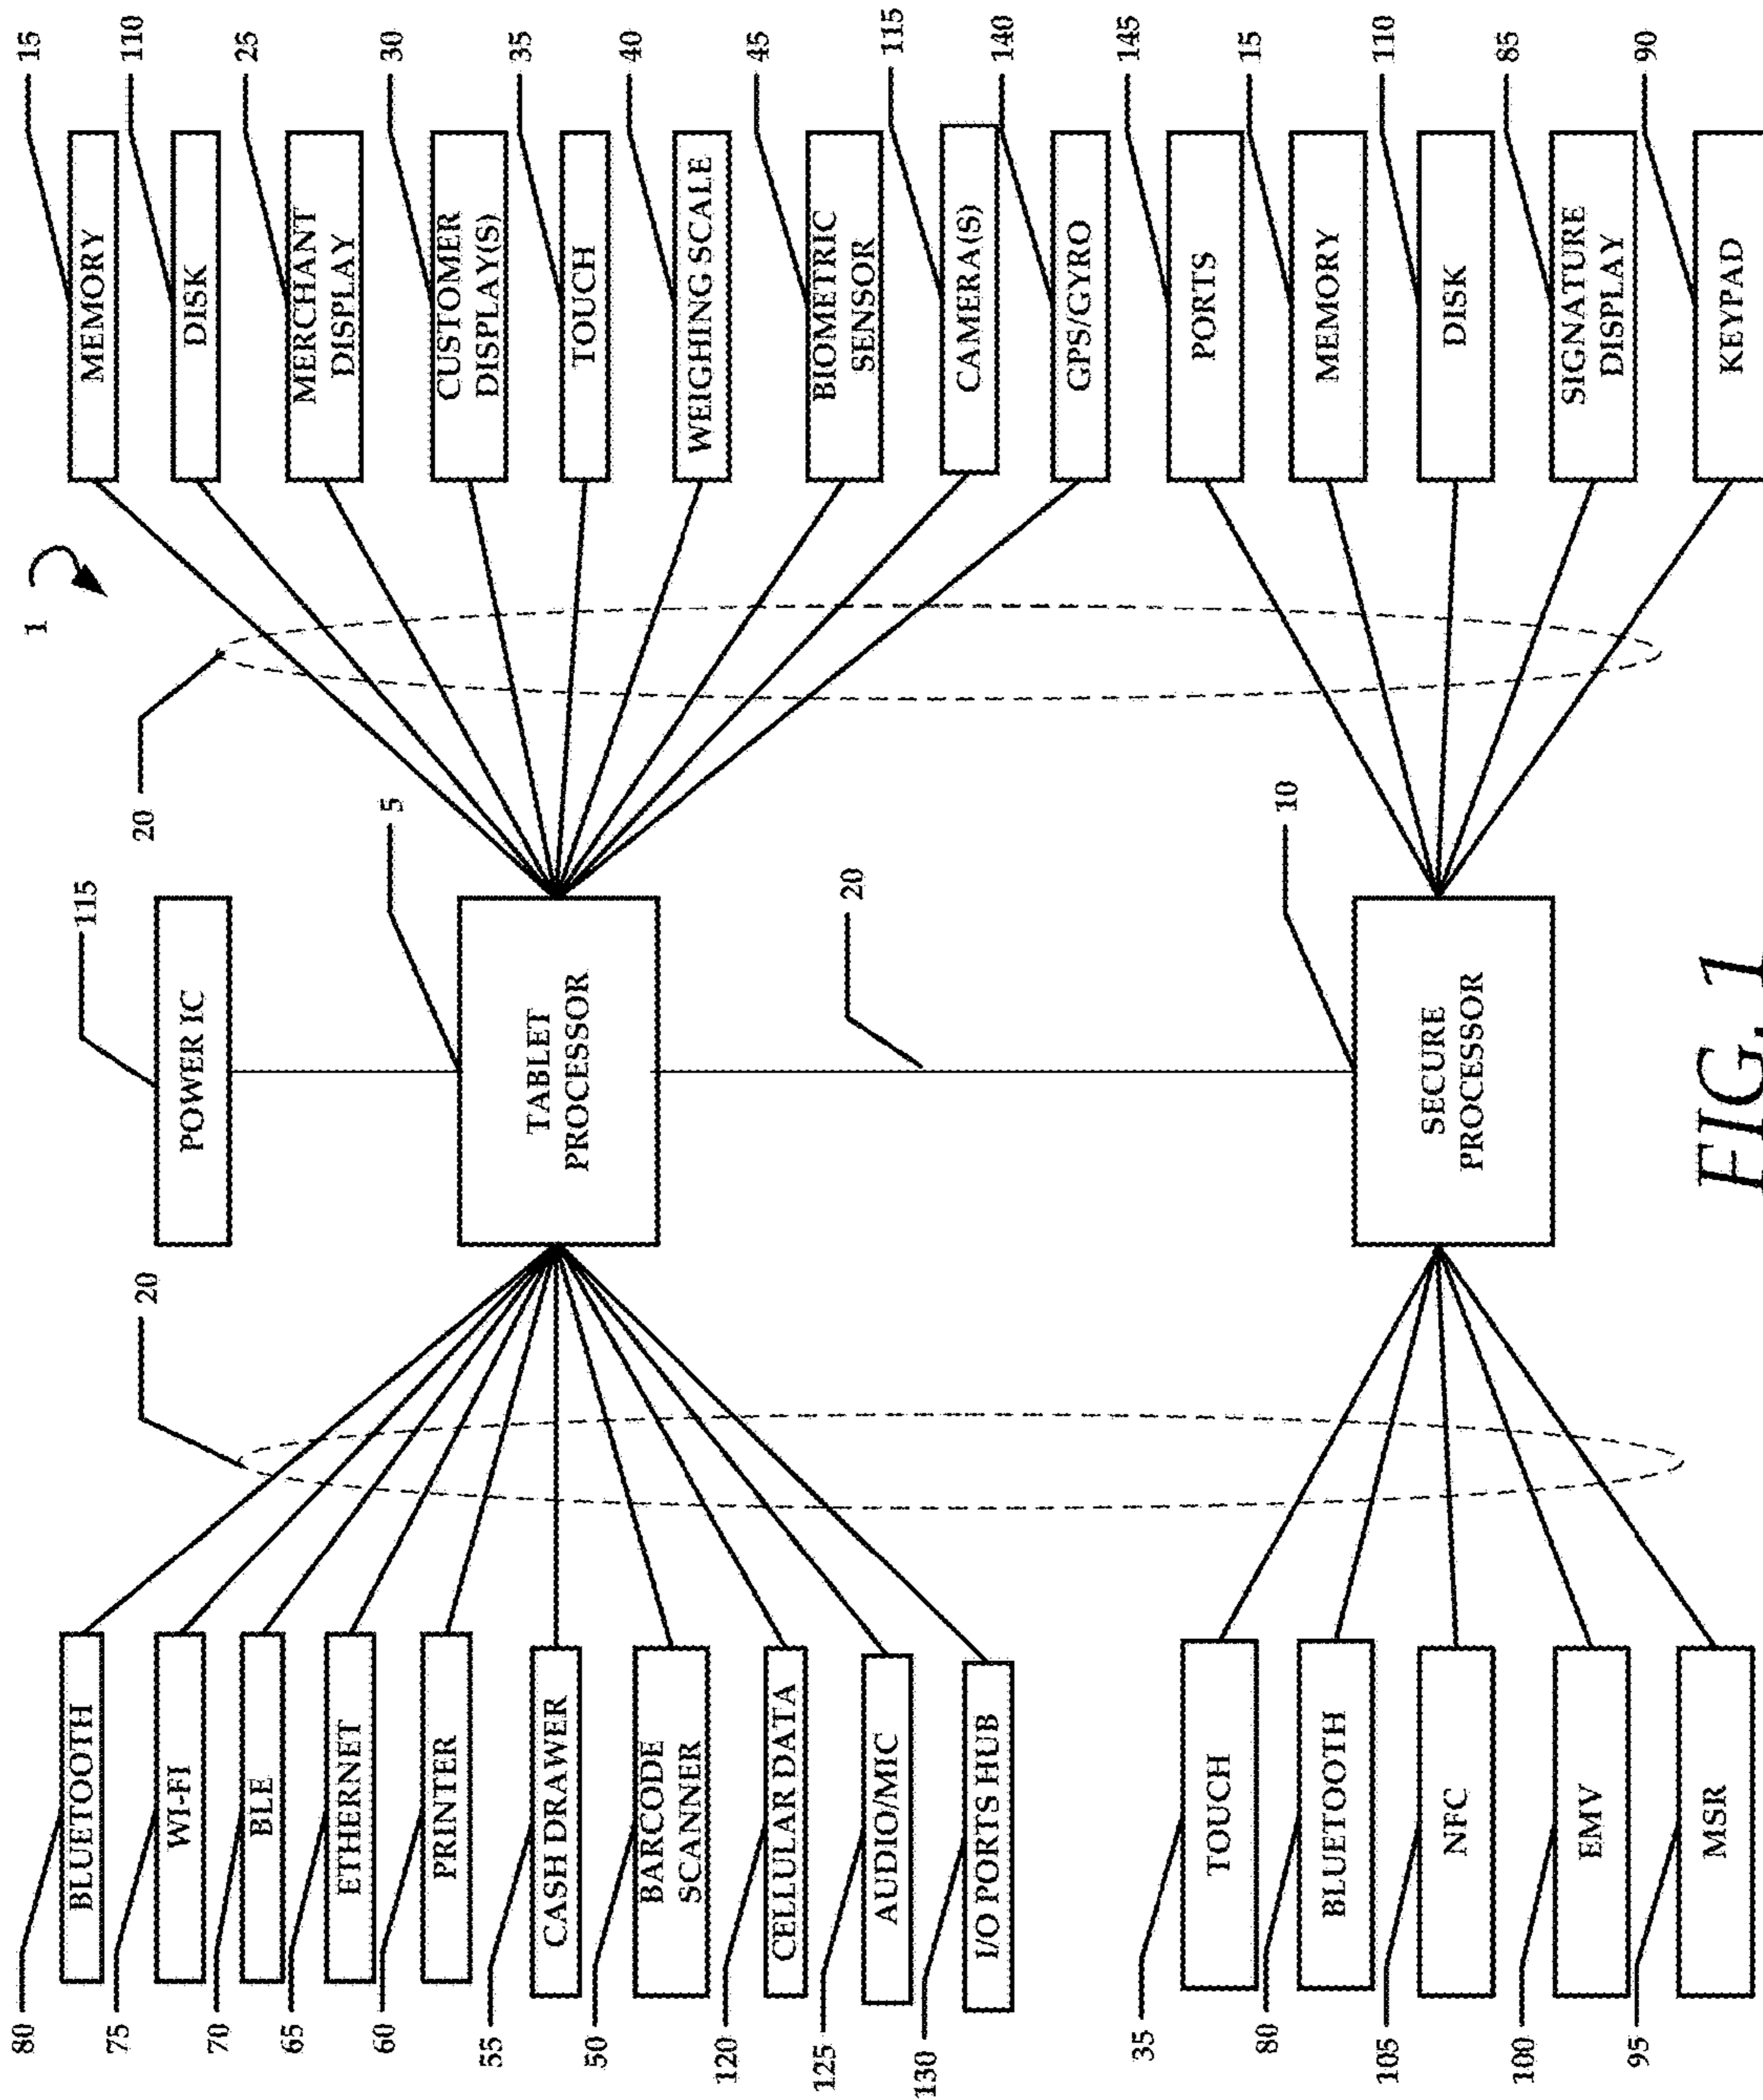 1
80
BLUETOOTH
75
WI-FI
70
BLE
65
ETHERNET
60
PRINTER
55
CASH DRAWER
50
BARCODE
SCANNER
120
CELLULAR DATA
125
AUDIO/MIC
130
I/O PORTS HUB
35
TOUCH
80
BLUETOOTH
105
NFC
100
EMV
95
MSR
20
115
POWER IC
5
TABLET
PROCESSOR
20
10
SECURE
PROCESSOR
20
15
MEMORY
110
DISK
25
MERCHANT
DISPLAY
30
CUSTOMER
DISPLAY(S)
35
TOUCH
40
WEIGHING SCALE
45
BIOMETRIC
SENSOR
115
CAMERA(S)
140
GPS/GYRO
145
PORTS
15
MEMORY
110
DISK
85
SIGNATURE
DISPLAY
90
KEYPAD
FIG. 1